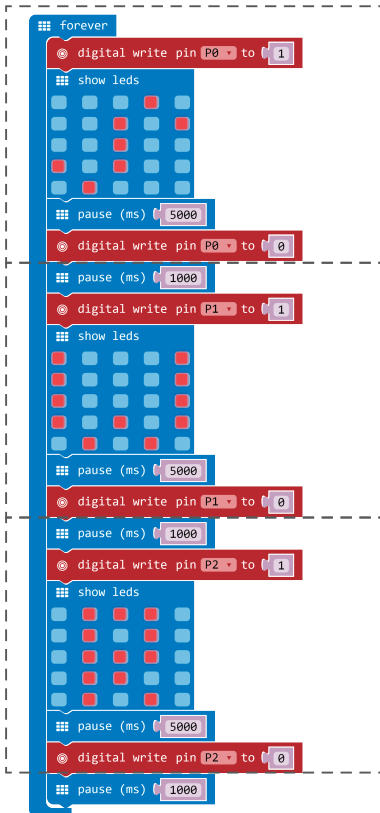 forever
digital write pin P0 to 1
show leds
pause (ms) 5000
digital write pin P0 to 0
pause (ms) 1000
digital write pin P1 to 1
show leds
pause (ms) 5000
digital write pin P1 to 0
pause (ms) 1000
digital write pin P2 to 1
show leds
pause (ms) 5000
digital write pin P2 to 0
pause (ms) 1000